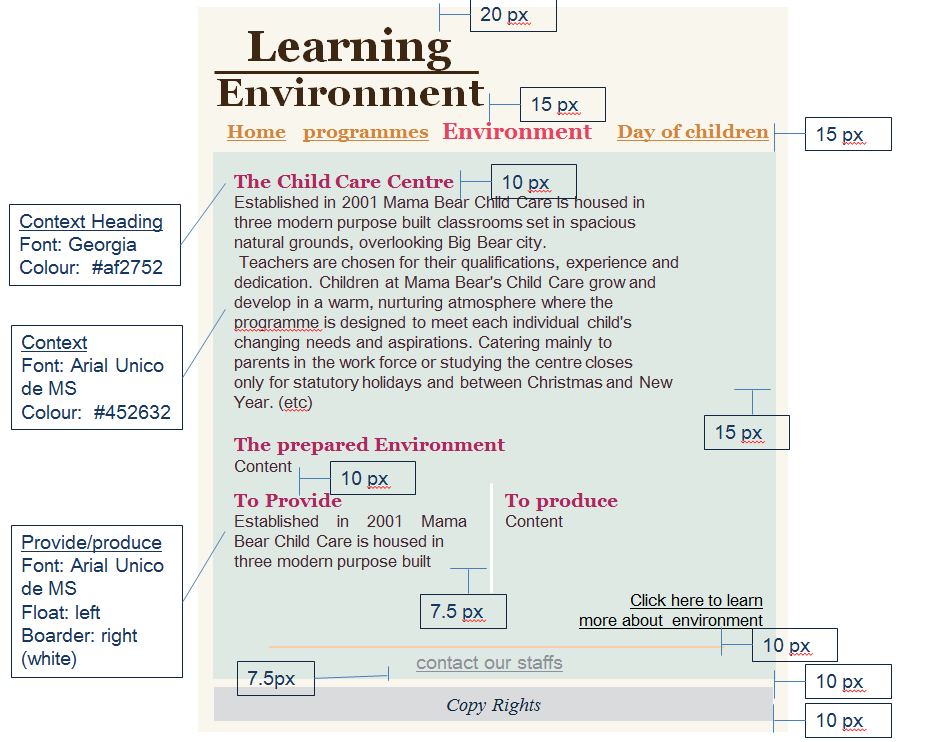 20 px
Learning
Environment
15 px
Home programmes Environment Day of children
15 px
The Child Care Centre
10 px
Established in 2001 Mama Bear Child Care is housed in
three modern purpose built classrooms set in spacious
natural grounds, overlooking Big Bear city.
Teachers are chosen for their qualifications, experience and
dedication. Children at Mama Bear's Child Care grow and
develop in a warm, nurturing atmosphere where the
programme is designed to meet each individual child's
changing needs and aspirations. Catering mainly to
parents in the work force or studying the centre closes
only for statutory holidays and between Christmas and New
Year. (etc)
Context Heading
Font: Georgia
Colour: #af2752
Context
Font: Arial Unico
de MS
Colour: #452632
15 px
The prepared Environment
Content
10 px
To Provide
Established in 2001 Mama
Bear Child Care is housed in
three modern purpose built
To produce
Content
Provide/produce
Font: Arial Unico
de MS
Float: left
Boarder: right
(white)
7.5 px
Click here to learn
more about environment
10 px
contact our staffs
7.5px
10 px
Copy Rights
10 px